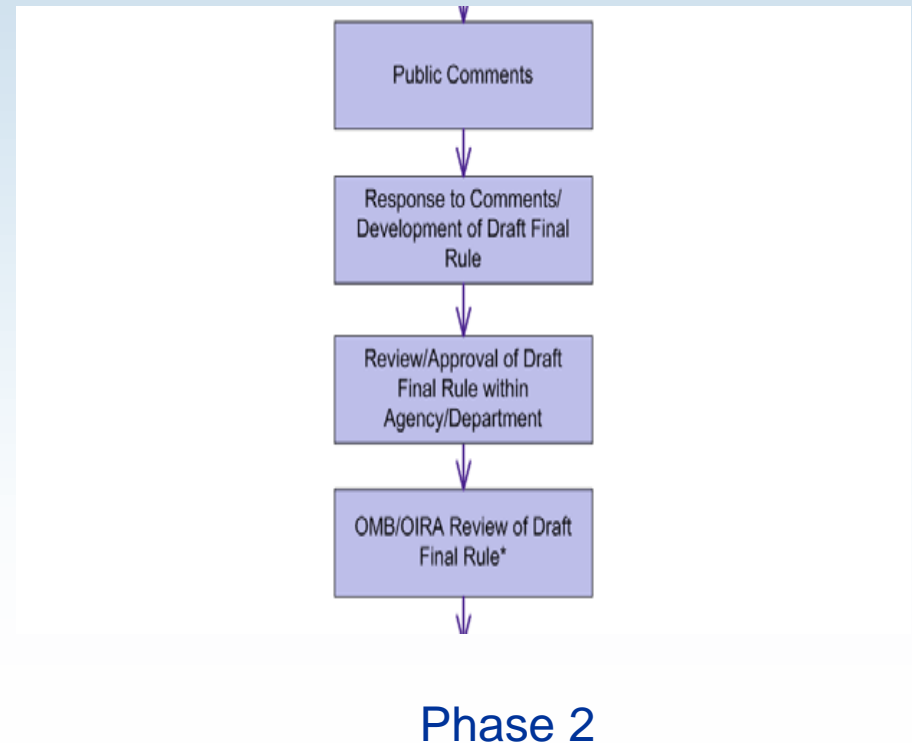 Public Comments
Response to Comments/
Development of Draft Final
Rule
Review/Approval of Draft
Final Rule within
Agency/Department
OMB/OIRA Review of Draft
Final Rule*
Phase 2